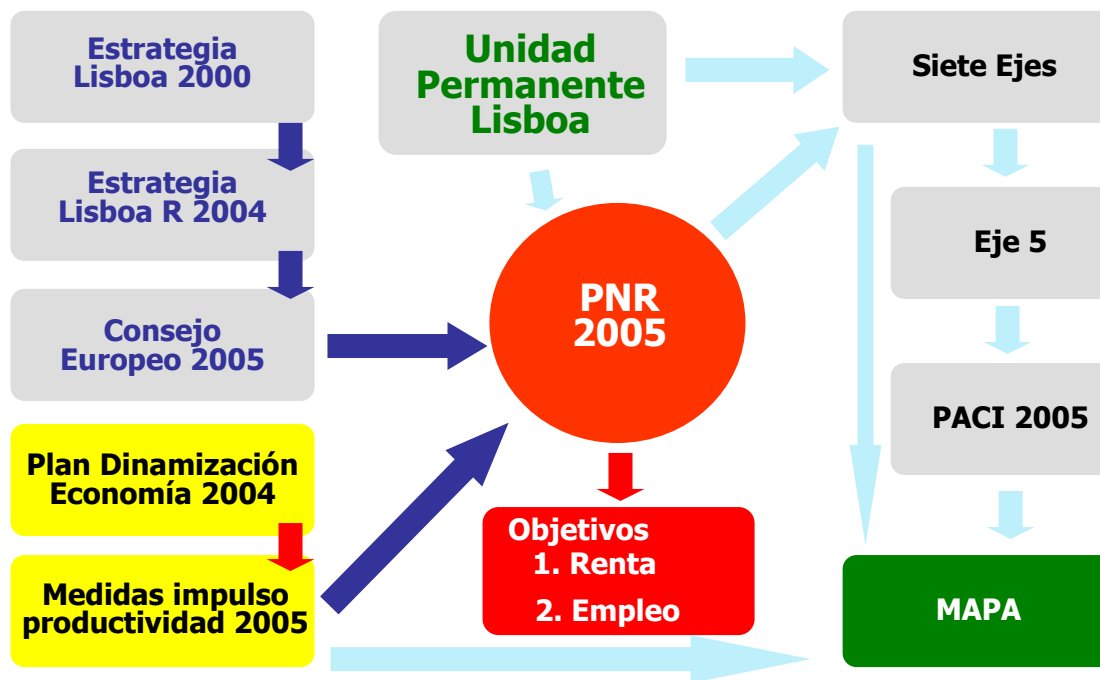 Estrategia
Lisboa 2000
Estrategia
Lisboa R 2004
Consejo
Europeo 2005
Plan Dinamización
Economía 2004
Medidas impulso
productividad 2005
Unidad
Permanente
Lisboa
PNR
2005
Objetivos
1. Renta
2. Empleo
Siete Ejes
Eje 5
PACI 2005
MAPA